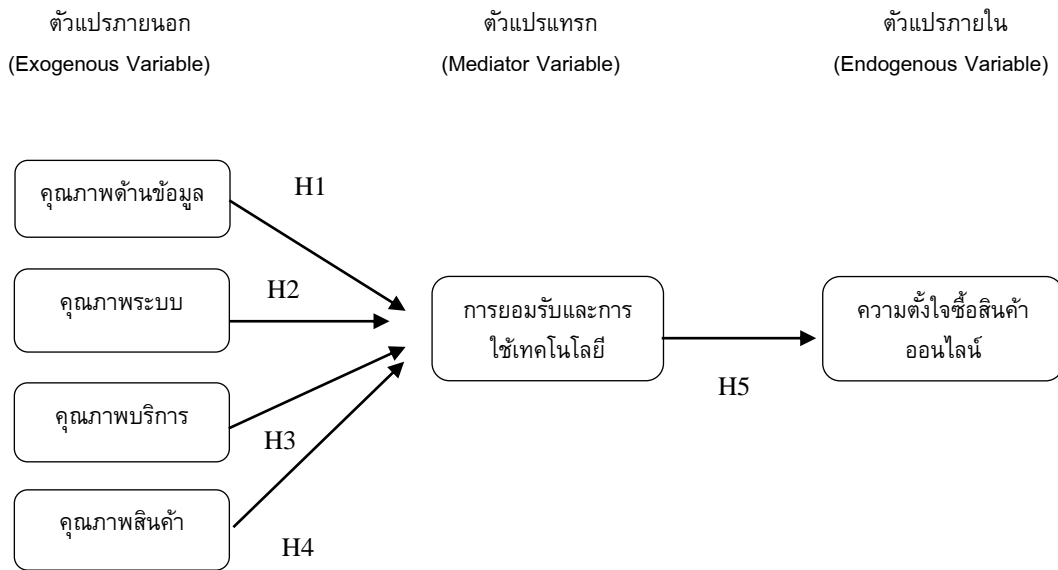 ตัวแปรภายนอก
(Exogenous Variable)
ตัวแปรแทรก
(Mediator Variable)
ตัวแปรภายใน
(Endogenous Variable)
คุณภาพด้านข้อมูล
H1
คุณภาพระบบ
H2
คุณภาพบริการ
H3
คุณภาพสินค้า
H4
การยอมรับและการ
ใช้เทคโนโลยี
H5
ความตั้งใจซื้อสินค้า
ออนไลน์